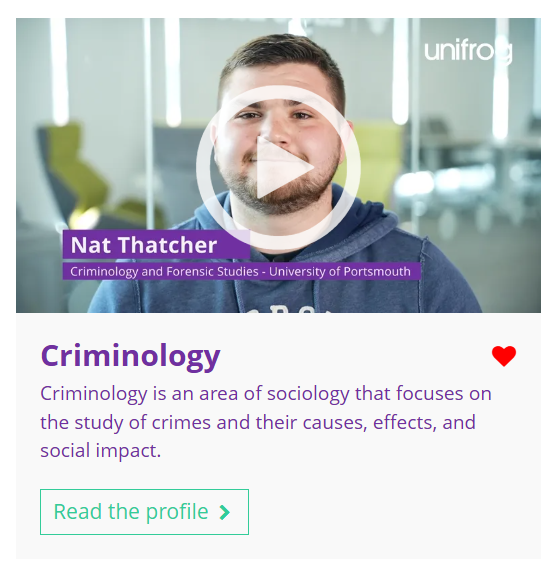 unifrog
Nat Thatcher
Criminology and Forensic Studies - University of Portsmouth
Criminology
Criminology is an area of sociology that focuses on
the study of crimes and their causes, effects, and
social impact.
Read the profile